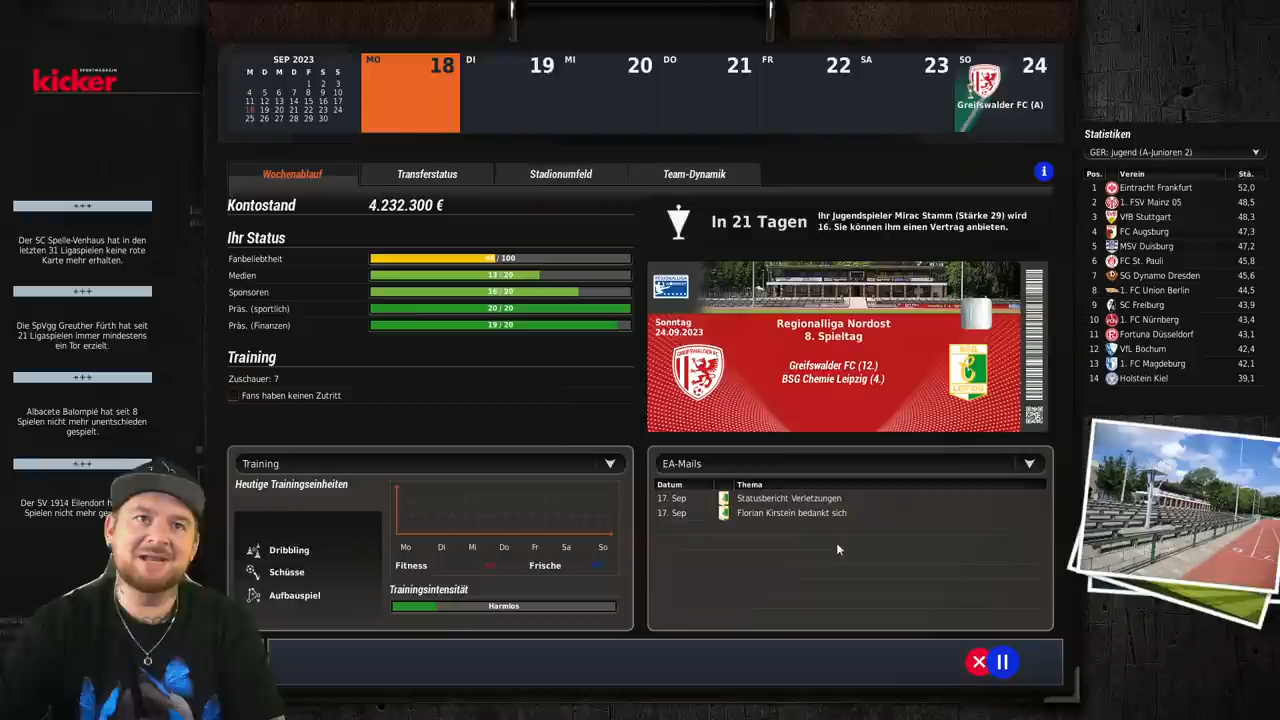 SPORTMAGAZIN
kicker
+++
Der SC Spelle-Venhaus hat in den
letzten 31 Ligaspielen keine rote
Karte mehr erhalten.
+++
Die SpVgg Greuther Fürth hat seit
21 Ligaspielen immer mindestens
ein Tor erzielt.
+++
Albacete Balompié hat seit 8
Spielen nicht mehr unentschieden
gespielt.
+++
Der SV 1914 Eilendorf
Spielen nicht mehr
SEP 2023
M D M D F S S
1 2 3
4 5 6 7 8 9 10
11 12 13 14 15 16 17
18 19 20 21 22 23 24
25 26 27 28 29 30
MO 18
DI 19
MI 20
DO 21
FR 22
SA 23
SO 24
Greifswalder FC (A)
Wochenablauf Transferstatus Stadionumfeld Team-Dynamik
i
Kontostand 4.232.300 €
Ihr Status
Fanbeliebtheit / 100
Medien 13 / 20
Sponsoren 16 / 20
Präs. (sportlich) 20 / 20
Präs. (Finanzen) 19 / 20
Training
Zuschauer: 7
Fans haben keinen Zutritt
In 21 Tagen
Ihr Jugendspieler Mirac Stamm (Stärke 29) wird
16. Sie können ihm einen Vertrag anbieten.
REGIONALLIGA
Sonntag
24.09.2023
Regionalliga Nordost
8. Spieltag
Greifswalder FC (12.)
BSG Chemie Leipzig (4.)
GREIFSWALDER FC
BSG
LEIPZIG
Training
Heutige Trainingseinheiten
Dribbling
Schüsse
Aufbauspiel
Mo Di Mi Do Fr Sa So
Fitness Frische
Trainingsintensität
Harmlos
EA-Mails
Datum Thema
17. Sep Statusbericht Verletzungen
17. Sep Florian Kirstein bedankt sich
Statistiken
GER: Jugend (A-Junioren 2)
Pos. Verein Stä.
1 Eintracht Frankfurt 52,0
2 1. FSV Mainz 05 48,5
3 VfB Stuttgart 48,3
4 FC Augsburg 47,3
5 MSV Duisburg 47,2
6 FC St. Pauli 45,8
7 SG Dynamo Dresden 45,6
8 1. FC Union Berlin 44,5
9 SC Freiburg 43,9
10 1. FC Nürnberg 43,4
11 Fortuna Düsseldorf 43,1
12 VfL Bochum 42,4
13 1. FC Magdeburg 42,1
14 Holstein Kiel 39,1